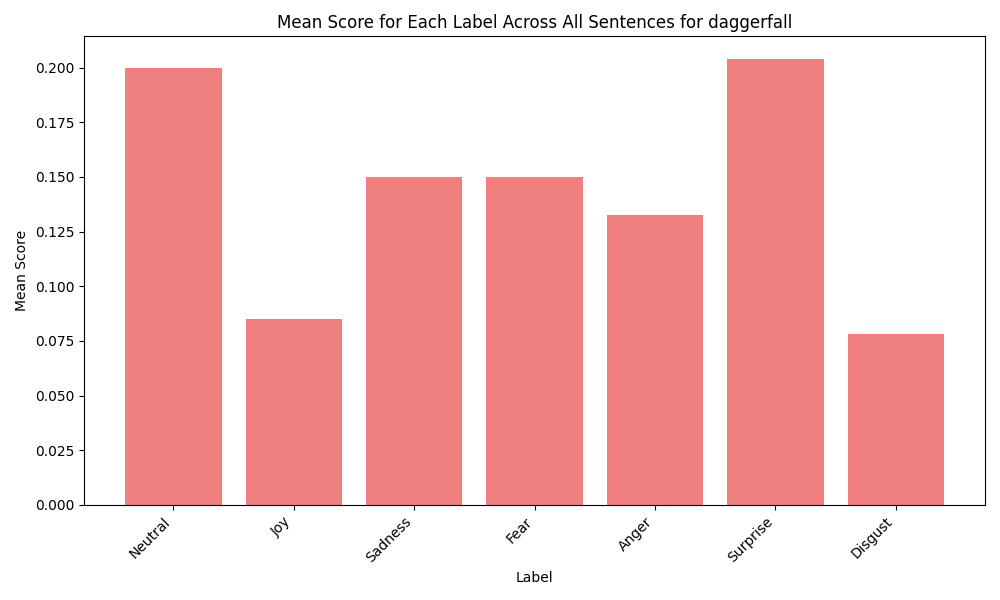 Mean Score for Each Label Across All Sentences for daggerfall
0.200
0.175
0.150
0.125
0.100
0.075
0.050
0.025
0.000
Mean Score
Neutral
Joy
Sadness
Fear
Anger
Surprise
Disgust
Label